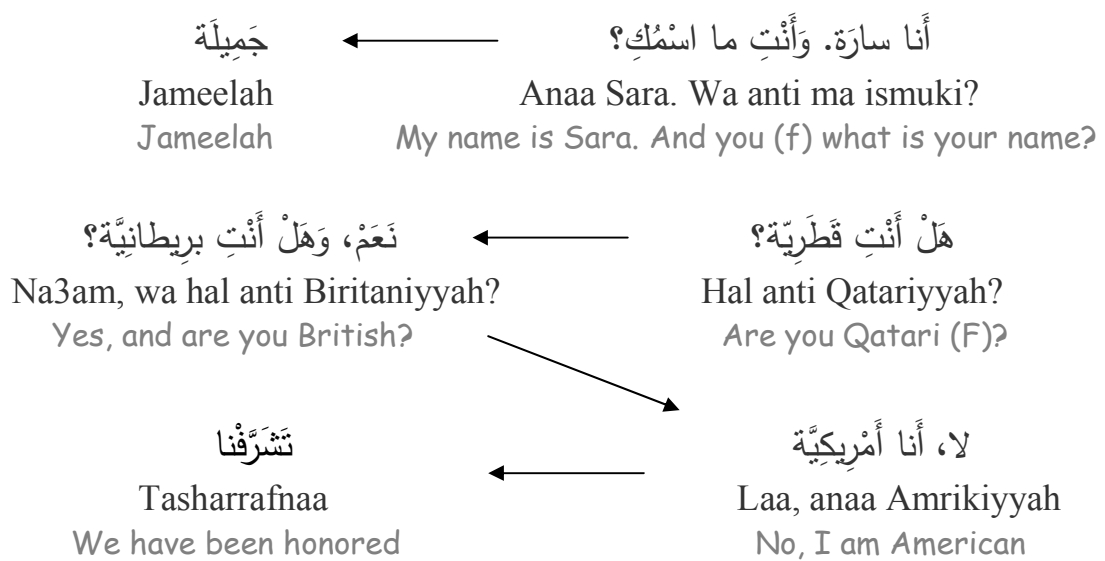 أَنا سارَة. وَأَنْتِ ما اسْمُكِ؟
Anaa Sara. Wa anti ma ismuki?
My name is Sara. And you (f) what is your name?
جَمِيلَة
Jameelah
Jameelah
هَلْ أَنْتِ قَطَرِيّة؟
Hal anti Qatariyyah?
Are you Qatari (F)?
نَعَمْ، وَهَلْ أَنْتِ برِيطانِيَّة؟
Na3am, wa hal anti Biritaniyyah?
Yes, and are you British?
لا، أَنا أَمْرِيكِيَّة
Laa, anaa Amrikiyyah
No, I am American
تَشَرَّفْنا
Tasharrafnaa
We have been honored